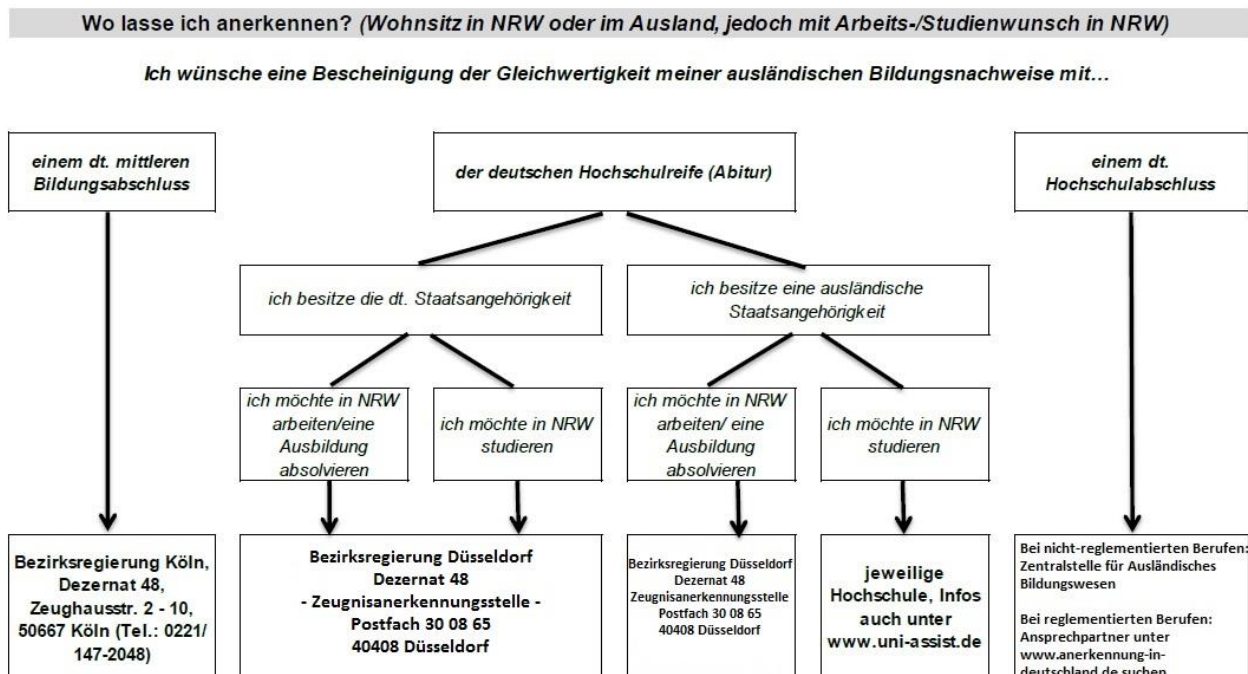 Wo lasse ich anerkennen? (Wohnsitz in NRW oder im Ausland, jedoch mit Arbeits-/Studienwunsch in NRW)
Ich wünsche eine Bescheinigung der Gleichwertigkeit meiner ausländischen Bildungsnachweise mit…
einem dt. mittleren
Bildungsabschluss
der deutschen Hochschulreife (Abitur)
einem dt.
Hochschulabschluss
ich besitze die dt. Staatsangehörigkeit
ich besitze eine ausländische
Staatsangehörigkeit
ich möchte in NRW
arbeiten/eine
Ausbildung
absolvieren
ich möchte in NRW
studieren
ich möchte in NRW
arbeiten/ eine
Ausbildung
absolvieren
ich möchte in NRW
studieren
Bezirksregierung Köln,
Dezernat 48,
Zeughausstr. 2 - 10,
50667 Köln (Tel.: 0221/
147-2048)
Bezirksregierung Düsseldorf
Dezernat 48
- Zeugnisanerkennungsstelle -
Postfach 30 08 65
40408 Düsseldorf
Bezirksregierung Düsseldorf
Dezernat 48
Zeugnisanerkennungsstelle
Postfach 30 08 65
40408 Düsseldorf
jeweilige
Hochschule, Infos
auch unter
www.uni-assist.de
Bei nicht-reglementierten Berufen:
Zentralstelle für Ausländisches
Bildungswesen
Bei reglementierten Berufen:
Ansprechpartner unter
www.anerkennung-in-
deutschland.de suchen